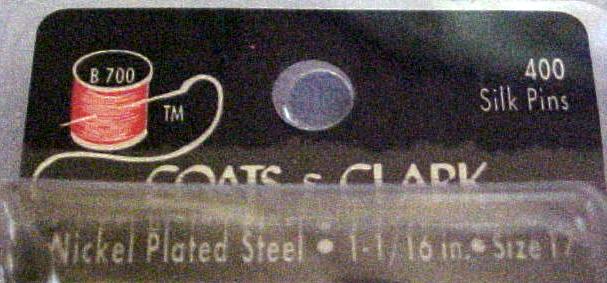 B 700
TM
400
Silk Pins
COATS & CLARK
Nickel Plated Steel • 1-1/16 in. • Size 17